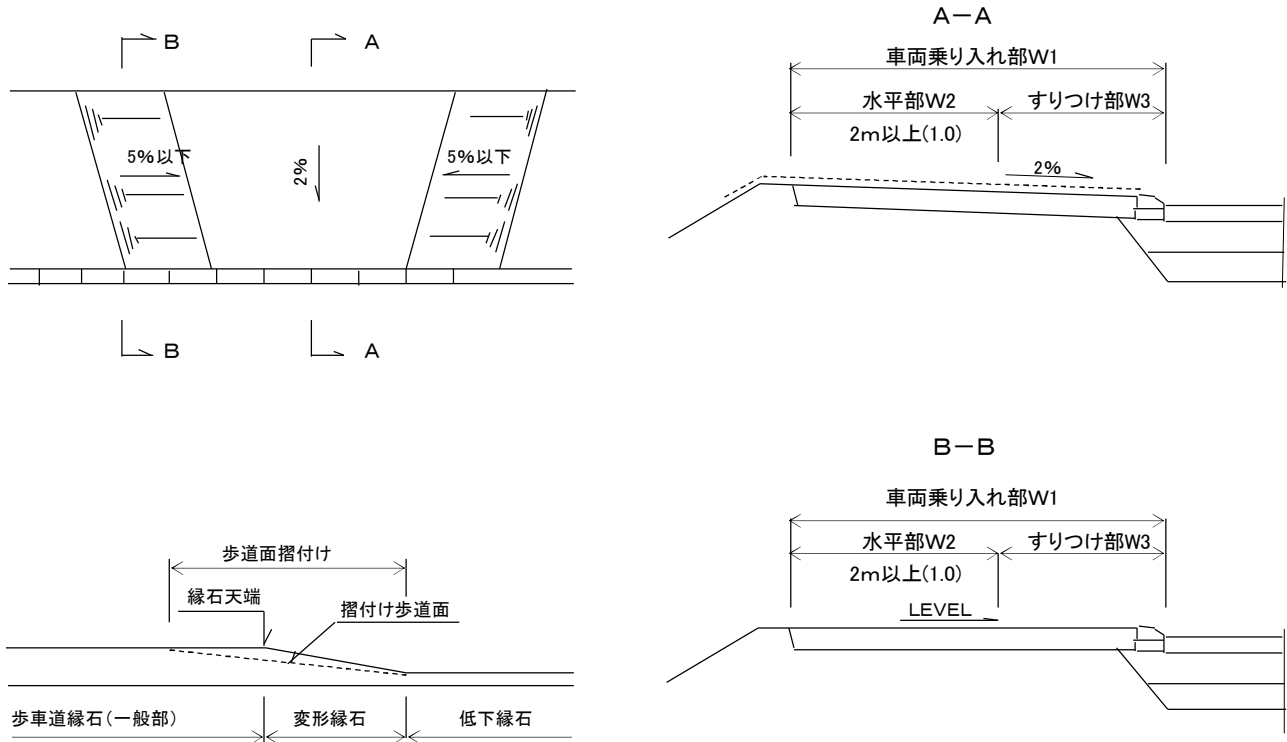 B
A
5%以下
2%
5%以下
B
A
A－A
車両乗り入れ部W1
水平部W2
すりつけ部W3
2m以上(1.0)
2%
歩道面摺付け
縁石天端
摺付け歩道面
歩車道縁石(一般部)
変形縁石
低下縁石
B－B
車両乗り入れ部W1
水平部W2
すりつけ部W3
2m以上(1.0)
LEVEL